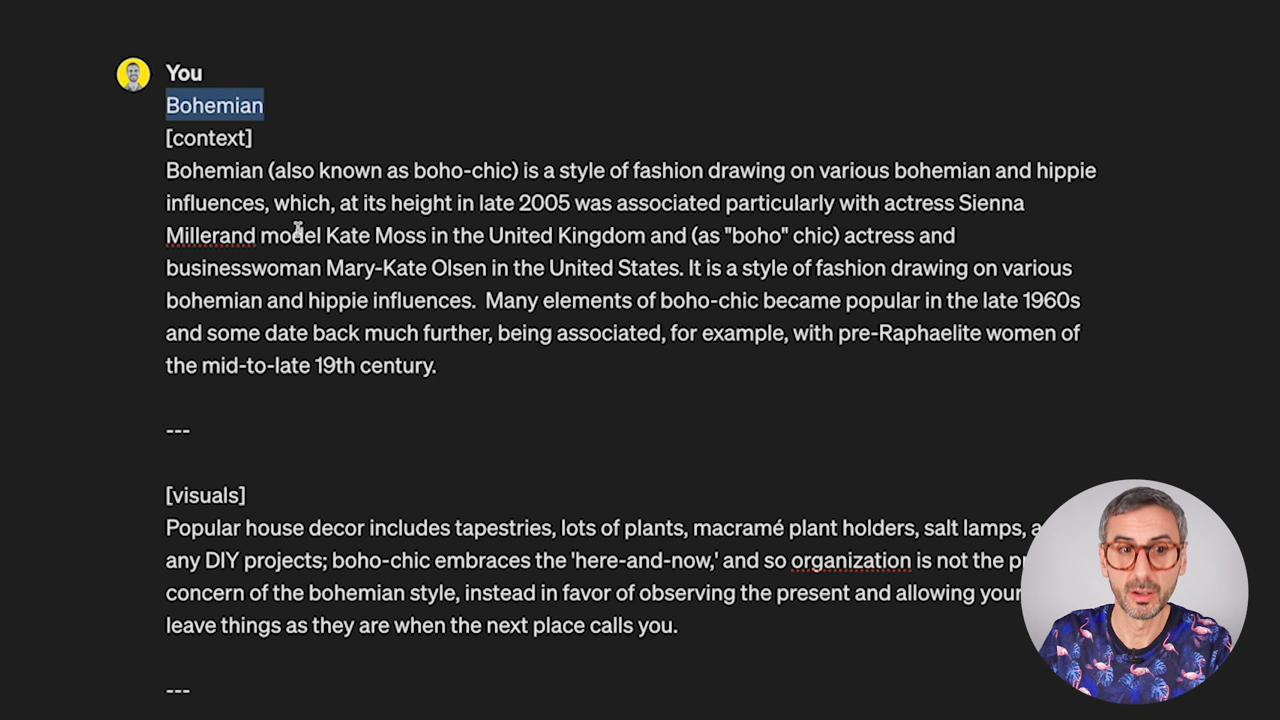 You
Bohemian
[context]
Bohemian (also known as boho-chic) is a style of fashion drawing on various bohemian and hippie
influences, which, at its height in late 2005 was associated particularly with actress Sienna
Millerand model Kate Moss in the United Kingdom and (as "boho" chic) actress and
businesswoman Mary-Kate Olsen in the United States. It is a style of fashion drawing on various
bohemian and hippie influences.  Many elements of boho-chic became popular in the late 1960s
and some date back much further, being associated, for example, with pre-Raphaelite women of
the mid-to-late 19th century.
---
[visuals]
Popular house decor includes tapestries, lots of plants, macramé plant holders, salt lamps,
any DIY projects; boho-chic embraces the 'here-and-now,' and so organization is not the
concern of the bohemian style, instead in favor of observing the present and allowing
leave things as they are when the next place calls you.
---